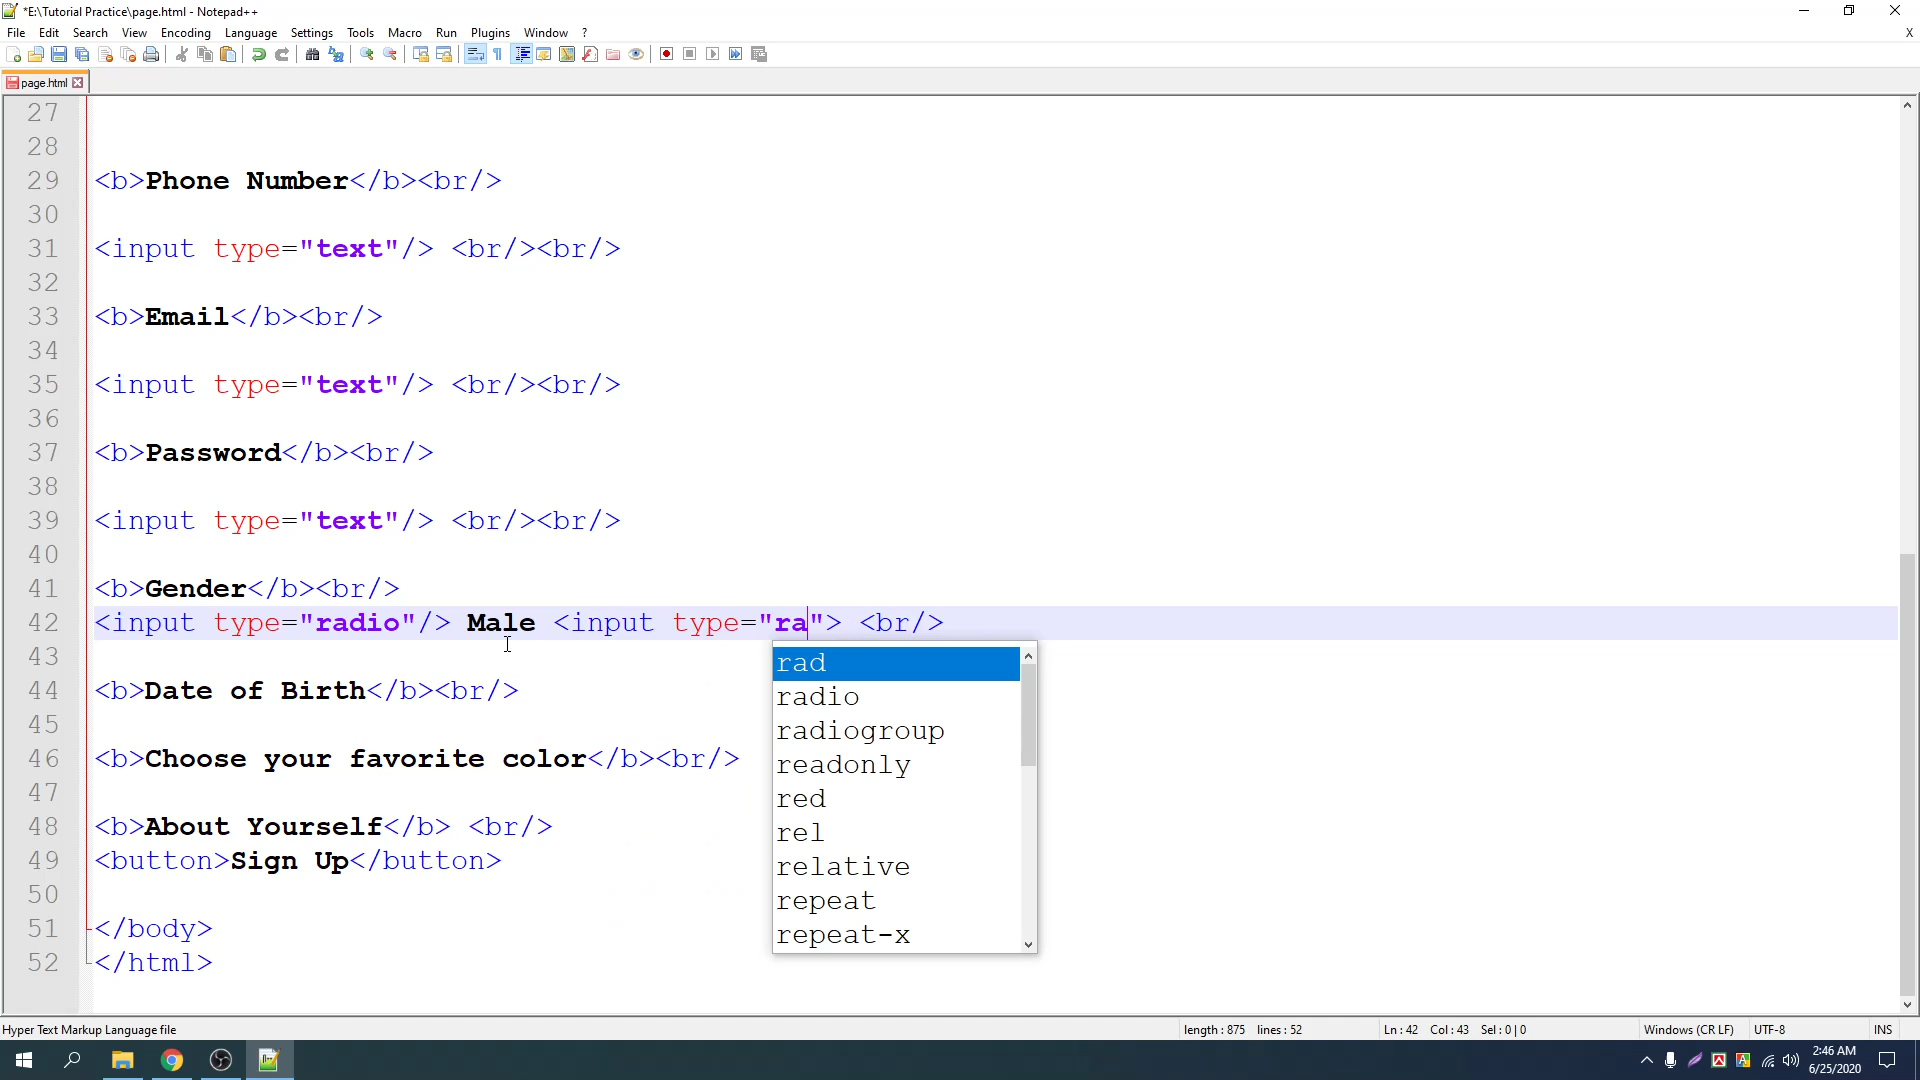 *E:\Tutorial Practice\page.html - Notepad++
File Edit Search View Encoding Language Settings Tools Macro Run Plugins Window ? X
page.html
27
28
29 <b>Phone Number</b><br/>
30
31 <input type="text"/> <br/><br/>
32
33 <b>Email</b><br/>
34
35 <input type="text"/> <br/><br/>
36
37 <b>Password</b><br/>
38
39 <input type="text"/> <br/><br/>
40
41 <b>Gender</b><br/>
42 <input type="radio"/> Male <input type="ra"> <br/>
43
rad
44 <b>Date of Birth</b><br/>
radio
45
radiogroup
46 <b>Choose your favorite color</b><br/>
readonly
47
red
48 <b>About Yourself</b> <br/>
rel
49 <button>Sign Up</button>
relative
50
repeat
51 </body>
repeat-x
52 </html>
Hyper Text Markup Language file length : 875 lines : 52 Ln : 42 Col : 43 Sel : 0 | 0 Windows (CR LF) UTF-8 INS
2:46 AM
6/25/2020